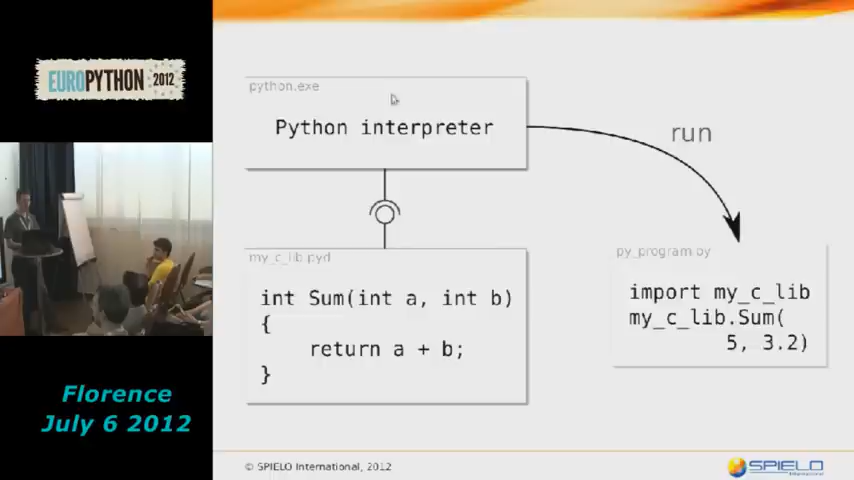 EUROPYTHON 2012
Florence
July 6 2012
python.exe
Python interpreter
run
my_c_lib.pyd
int Sum(int a, int b)
{
return a + b;
}
py_program.py
import my_c_lib
my_c_lib.Sum(
5, 3.2)
© SPIELO International, 2012
SPIELO
International